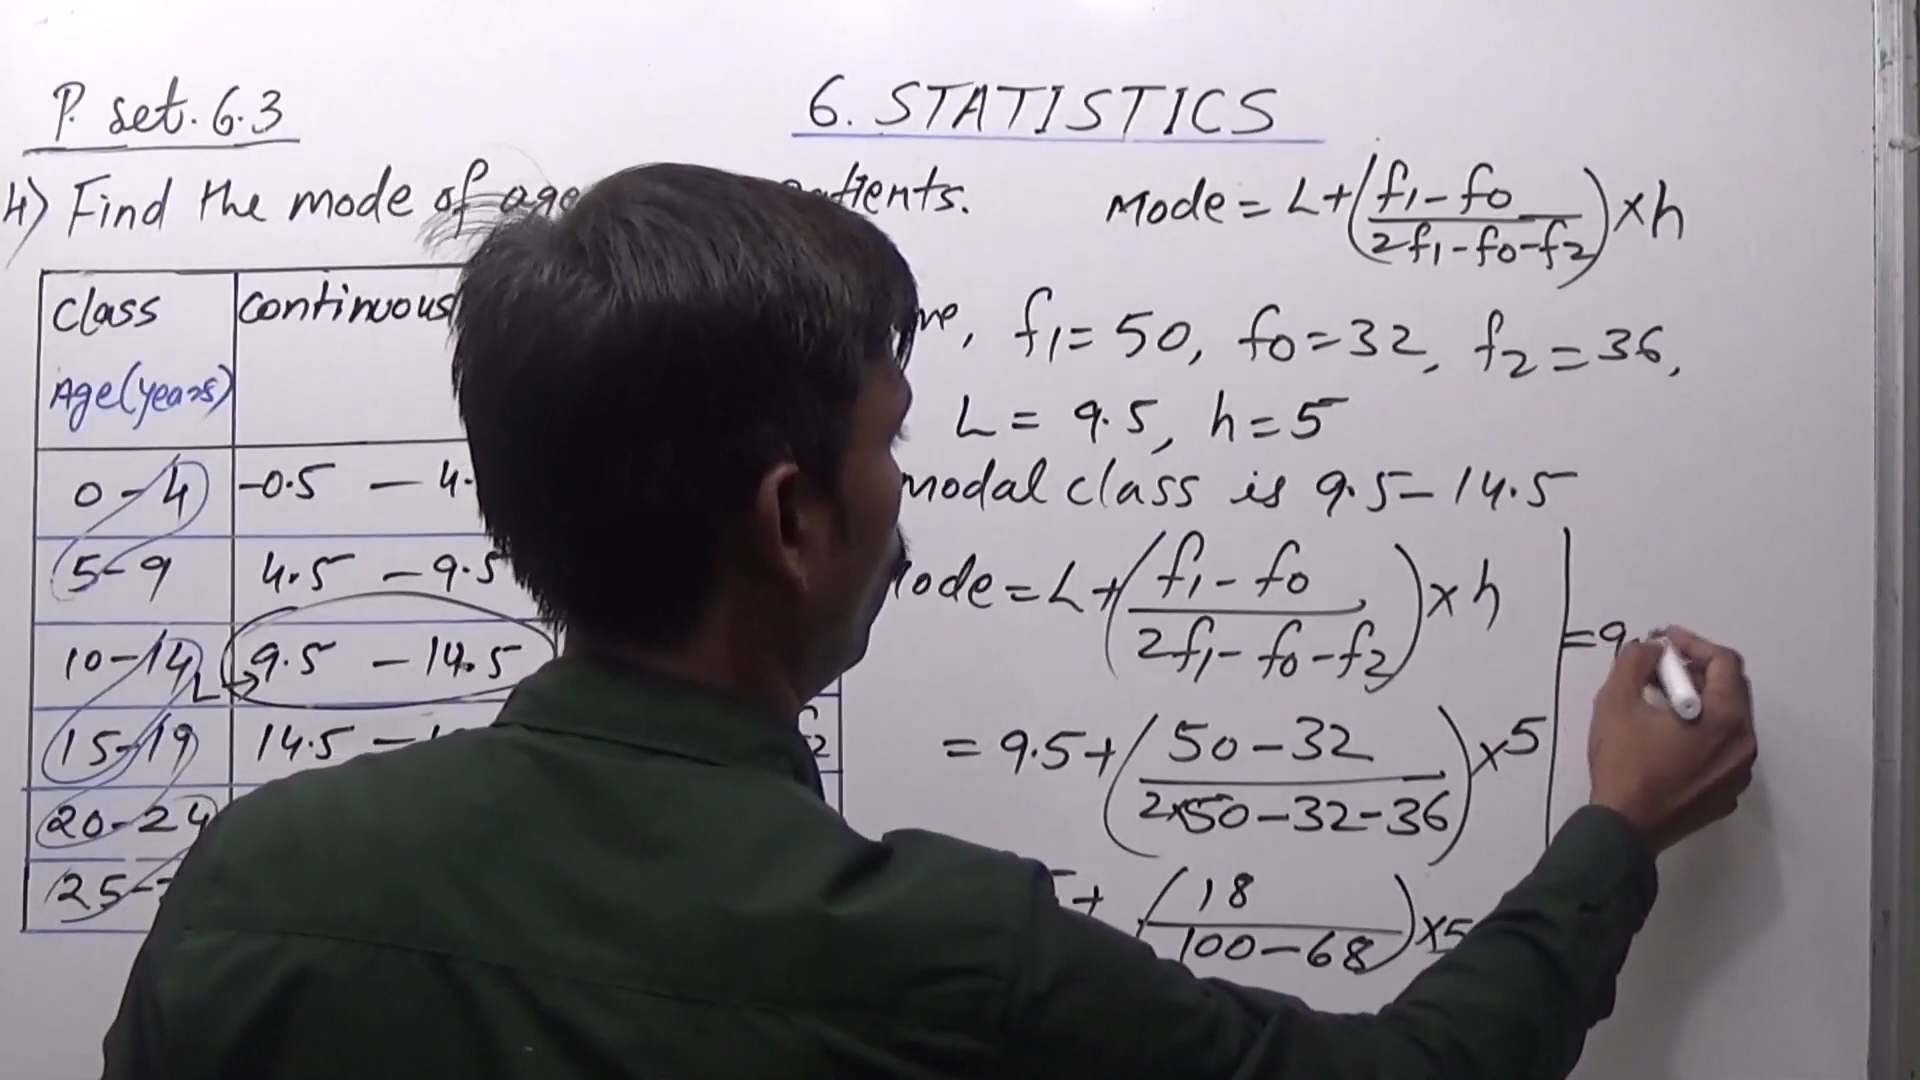 P. set. 6.3
6. STATISTICS
4) Find the mode of
Mode = L+(f1-f0/2f1-f0-f2)×h
Class
Age(years)
continuous
f1=50, f0=32, f2=36,
L = 9.5, h=5
modal class is 9.5-14.5
0-4
-0.5 -
5-9
4.5 - 9.5
10-14
L→
9.5 - 14.5
15-19
14.5 -
20-24
25-
f2
= L+(f1-f0/2f1-f0-f2)×h
= 9.5+(50-32/2×50-32-36)×5
+(18/100-68)×5
=9.